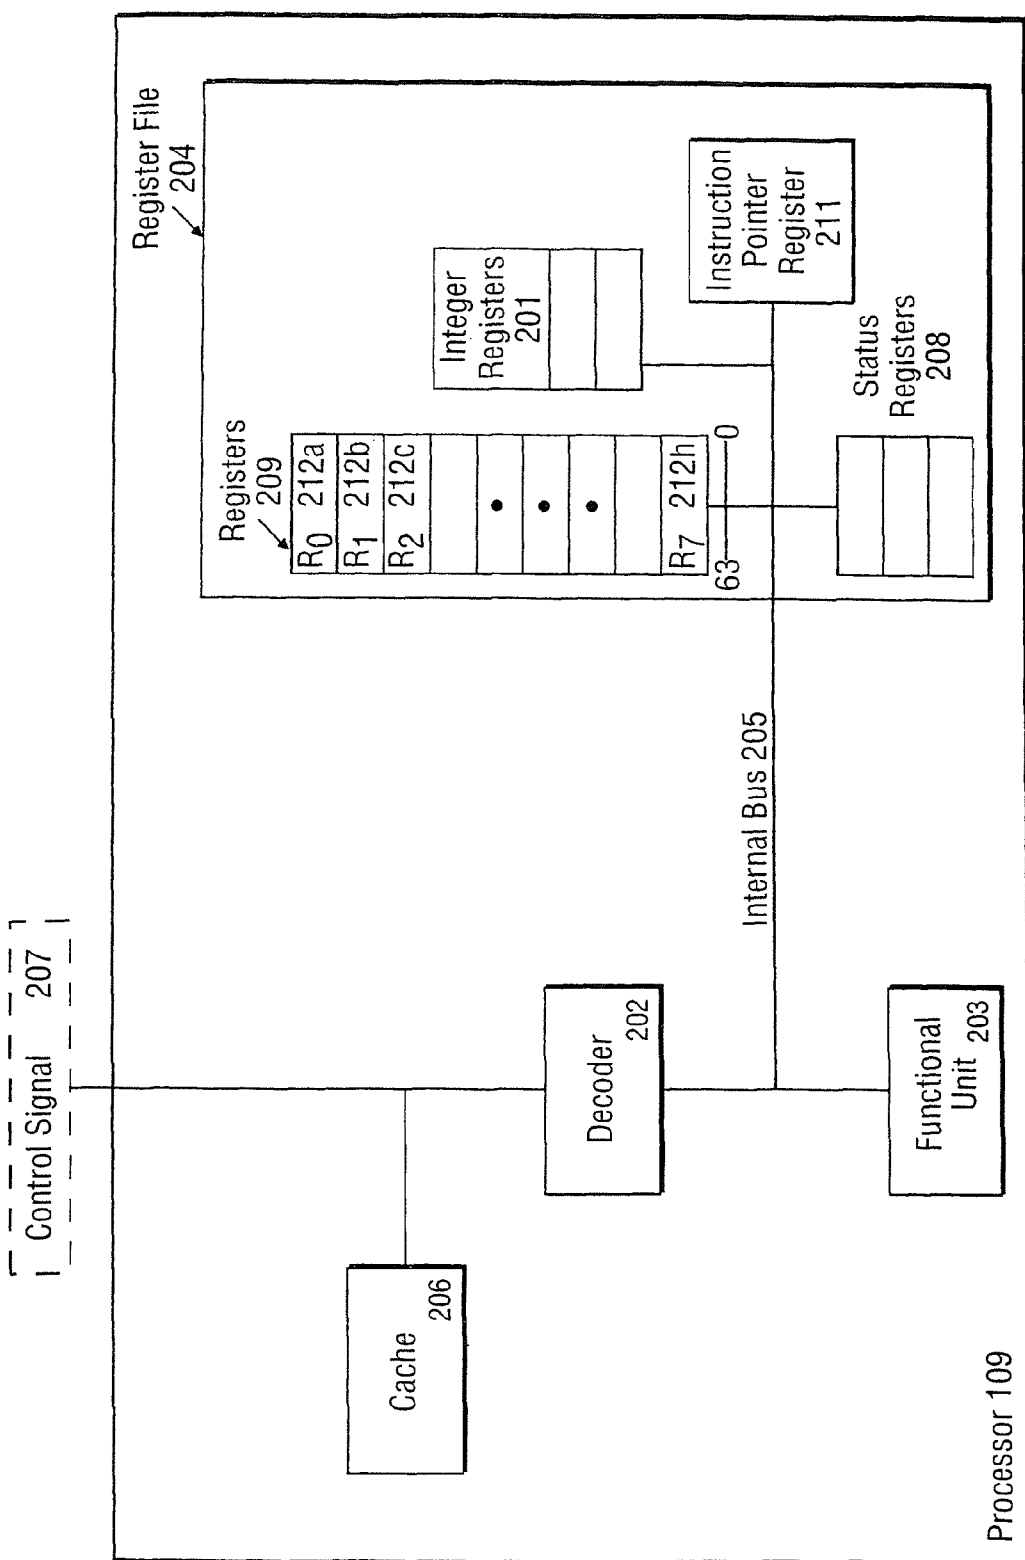 Control Signal 207
Register File
204
Registers
209
R0 212a
R1 212b
R2 212c
R7 212h
63
0
Integer
Registers
201
Instruction
Pointer
Register
211
Status
Registers
208
Cache
206
Decoder
202
Internal Bus 205
Functional
Unit
203
Processor 109